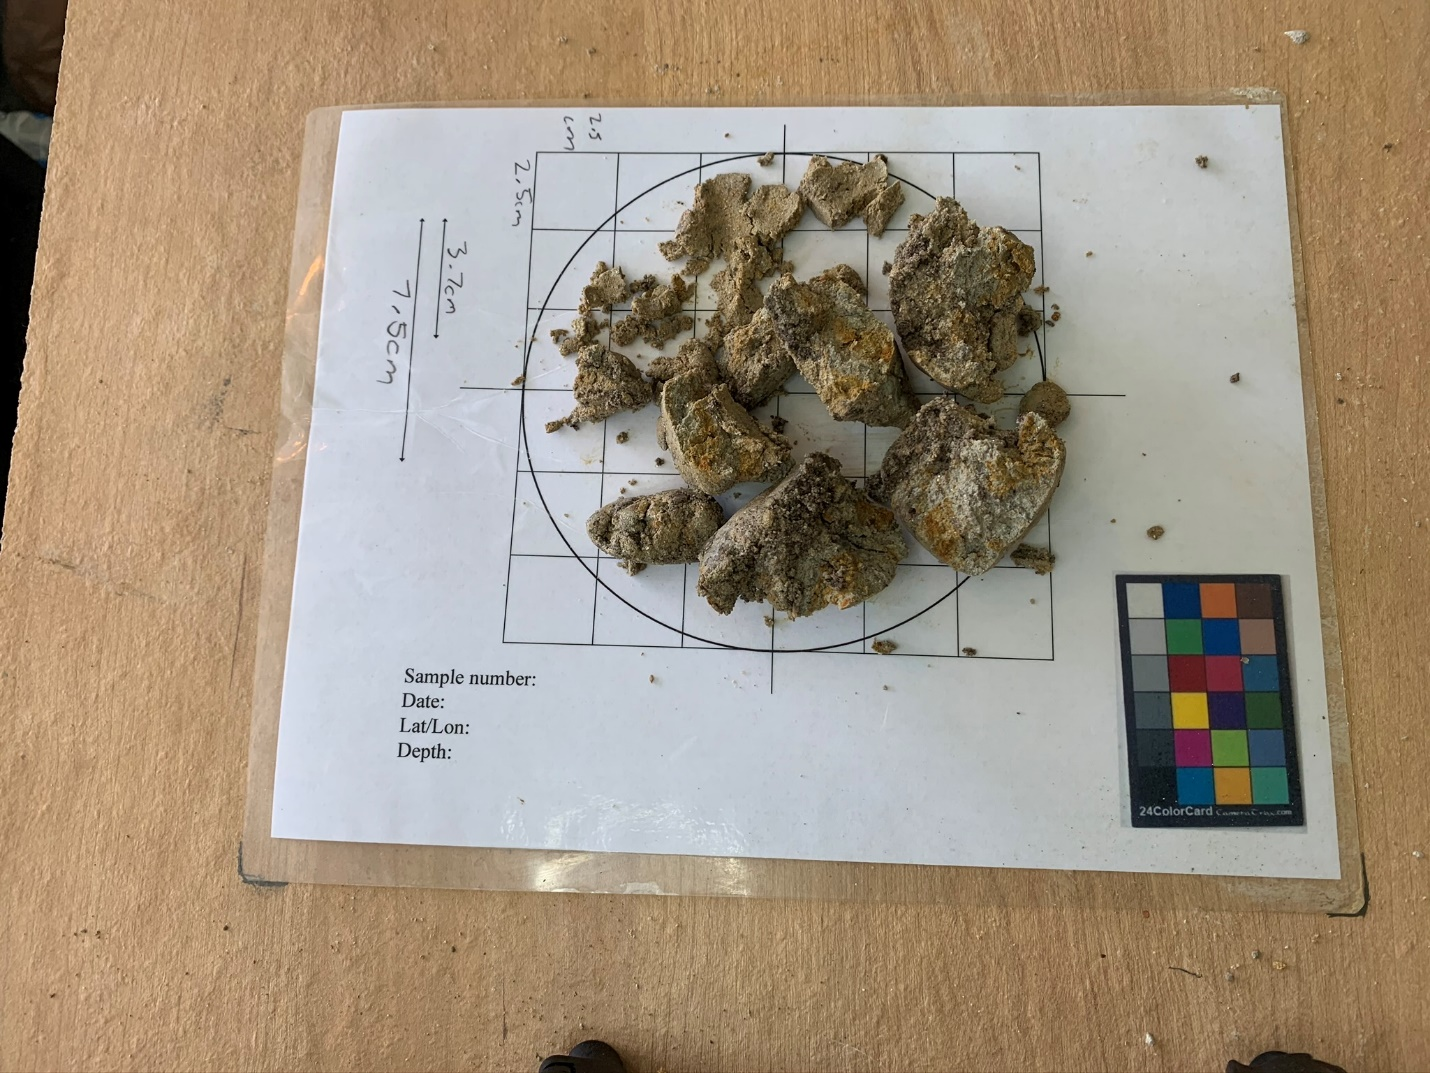 2.5
cm
2.5cm
3.7cm
7.5cm
Sample number:
Date:
Lat/Lon:
Depth:
24ColorCard